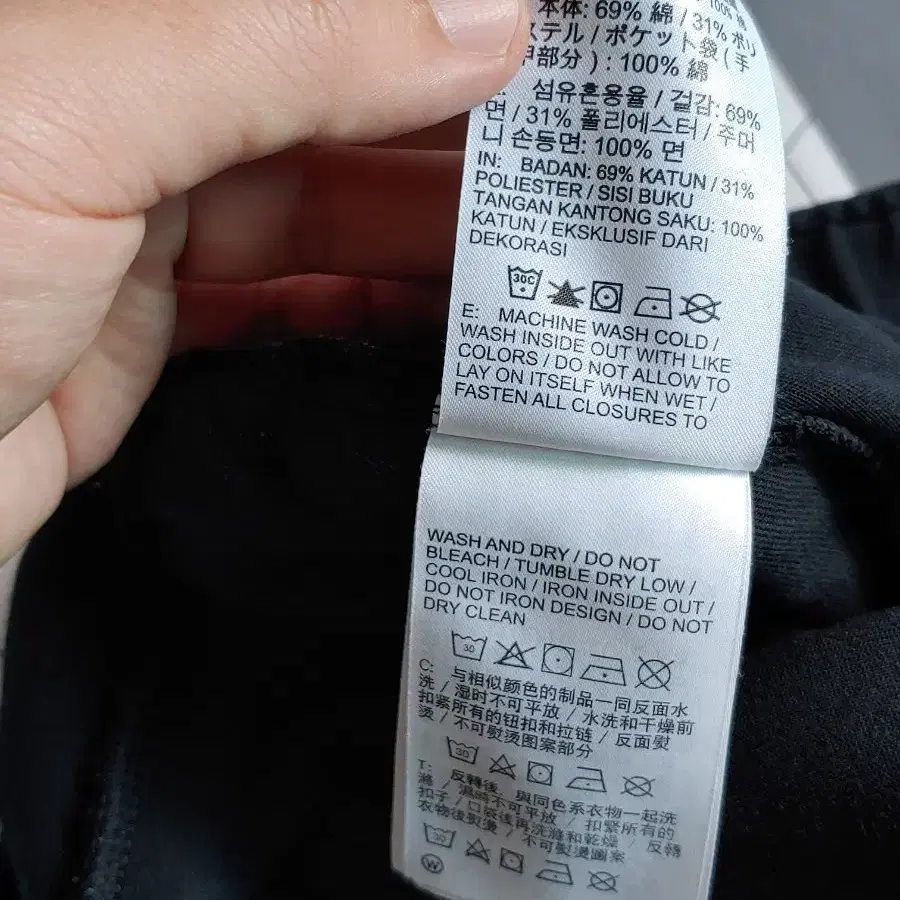 100% 綿
本体: 69% 綿 / 31% ポリ
ステル / ポケット袋 ( 手
甲部分 ) : 100% 綿
섬유혼용율 / 겉감: 69%
면 / 31% 폴리에스터 / 주머
니 손등면: 100% 면
IN: BADAN: 69% KATUN / 31%
POLIESTER / SISI BUKU
TANGAN KANTONG SAKU: 100%
KATUN / EKSKLUSIF DARI
DEKORASI
30C
E: MACHINE WASH COLD /
WASH INSIDE OUT WITH LIKE
COLORS / DO NOT ALLOW TO
LAY ON ITSELF WHEN WET /
FASTEN ALL CLOSURES TO
WASH AND DRY / DO NOT
BLEACH / TUMBLE DRY LOW /
COOL IRON / IRON INSIDE OUT /
DO NOT IRON DESIGN / DO NOT
DRY CLEAN
30
C: 与相似颜色的制品一同反面水
洗 / 湿时不可平放 / 水洗和干燥前
扣紧所有的钮扣和拉链 / 反面熨
烫 / 不可熨烫图案部分
30
T: 反轉後, 與同色系衣物一起洗
滌 / 濕時不可平放 / 扣緊所有的
扣子 / 口袋後再洗滌和乾燥 / 反轉
衣物後熨燙 / 不可熨燙圖案
30
W